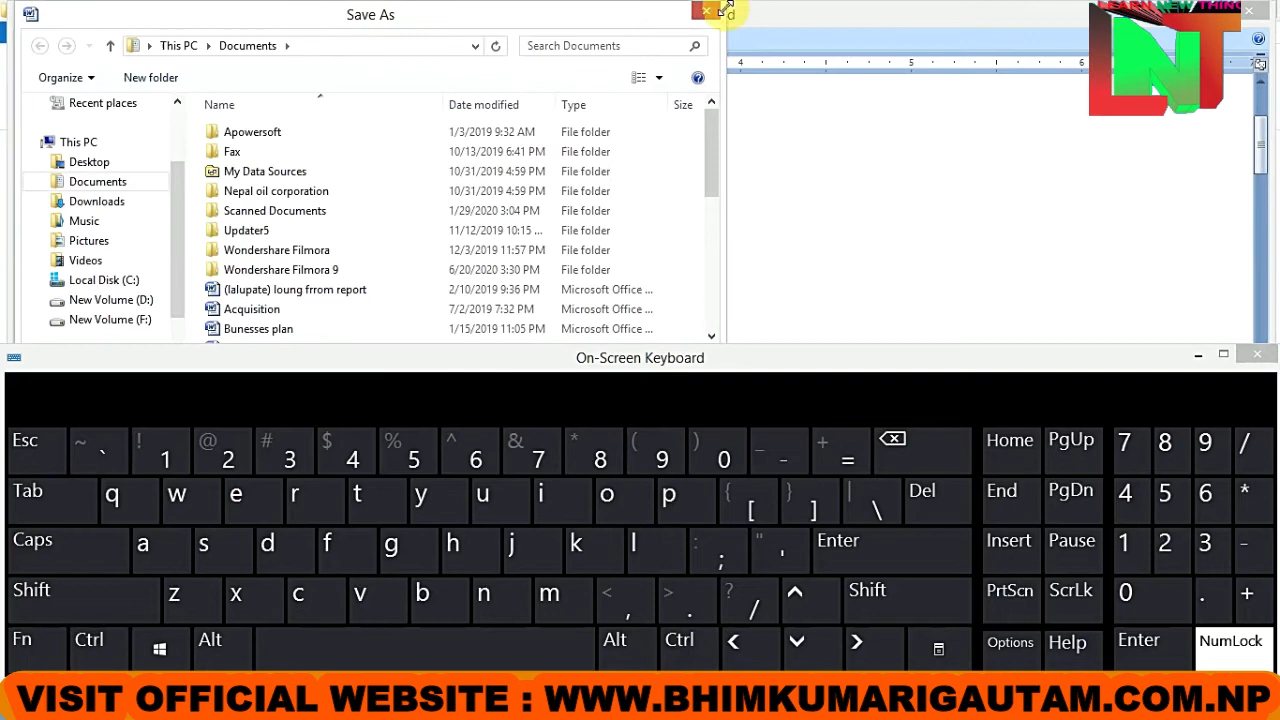 Save As
d
LEARN NEW THINGS
LNT
This PC
Documents
Search Documents
Organize
New folder
Name
Date modified
Type
Size
4 5 6 7
Recent places
This PC
Desktop
Documents
Downloads
Music
Pictures
Videos
Local Disk (C:)
New Volume (D:)
New Volume (F:)
Apowersoft 1/3/2019 9:32 AM File folder
Fax 10/13/2019 6:41 PM File folder
My Data Sources 10/31/2019 4:59 PM File folder
Nepal oil corporation 10/31/2019 4:59 PM File folder
Scanned Documents 1/29/2020 3:04 PM File folder
Updater5 11/12/2019 10:15 ... File folder
Wondershare Filmora 12/3/2019 11:57 PM File folder
Wondershare Filmora 9 6/20/2020 3:30 PM File folder
(lalupate) loung frrom report 2/10/2019 9:36 PM Microsoft Office ...
Acquisition 7/2/2019 7:32 PM Microsoft Office ...
Bunesses plan 1/15/2019 11:05 PM Microsoft Office ...
On-Screen Keyboard
Esc ~ ` ! 1 @ 2 # 3 $ 4 % 5 ^ 6 & 7 * 8 ( 9 ) 0 _ - + = Home PgUp 7 8 9 /
Tab q w e r t y u i o p { [ } ] | \ Del End PgDn 4 5 6 *
Caps a s d f g h j k l : ; " ' Enter Insert Pause 1 2 3 -
Shift z x c v b n m < , > . ? / Shift PrtScn ScrLk 0 . +
Fn Ctrl Alt Alt Ctrl Options Help Enter NumLock
VISIT OFFICIAL WEBSITE : WWW.BHIMKUMARIGAUTAM.COM.NP